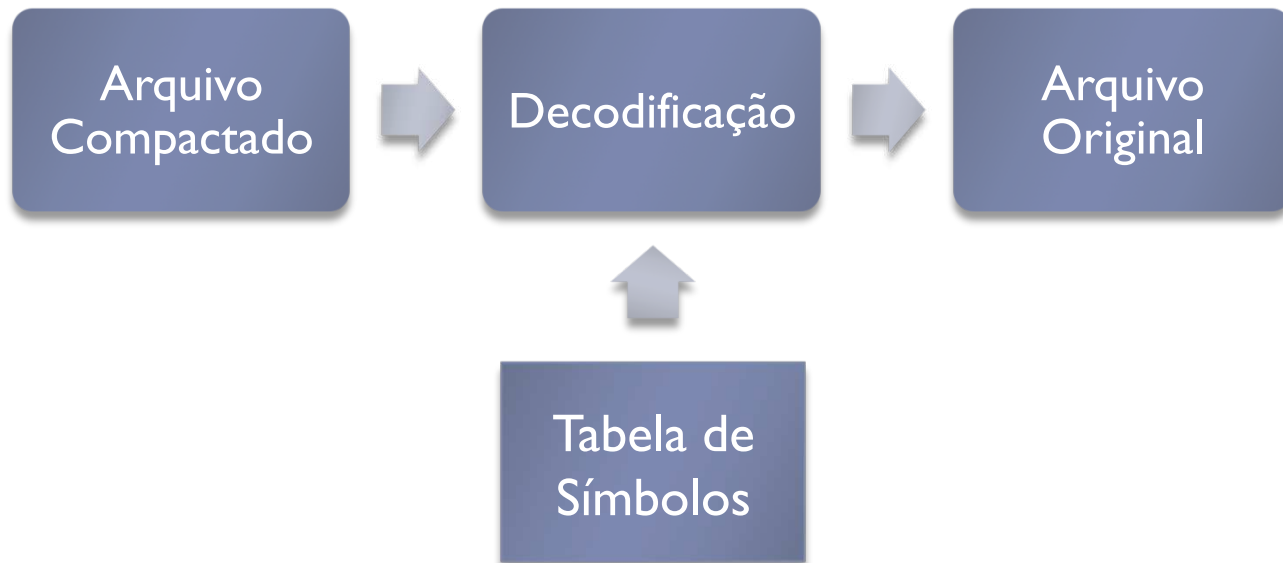 Arquivo
Compactado
Decodificação
Arquivo
Original
Tabela de
Símbolos